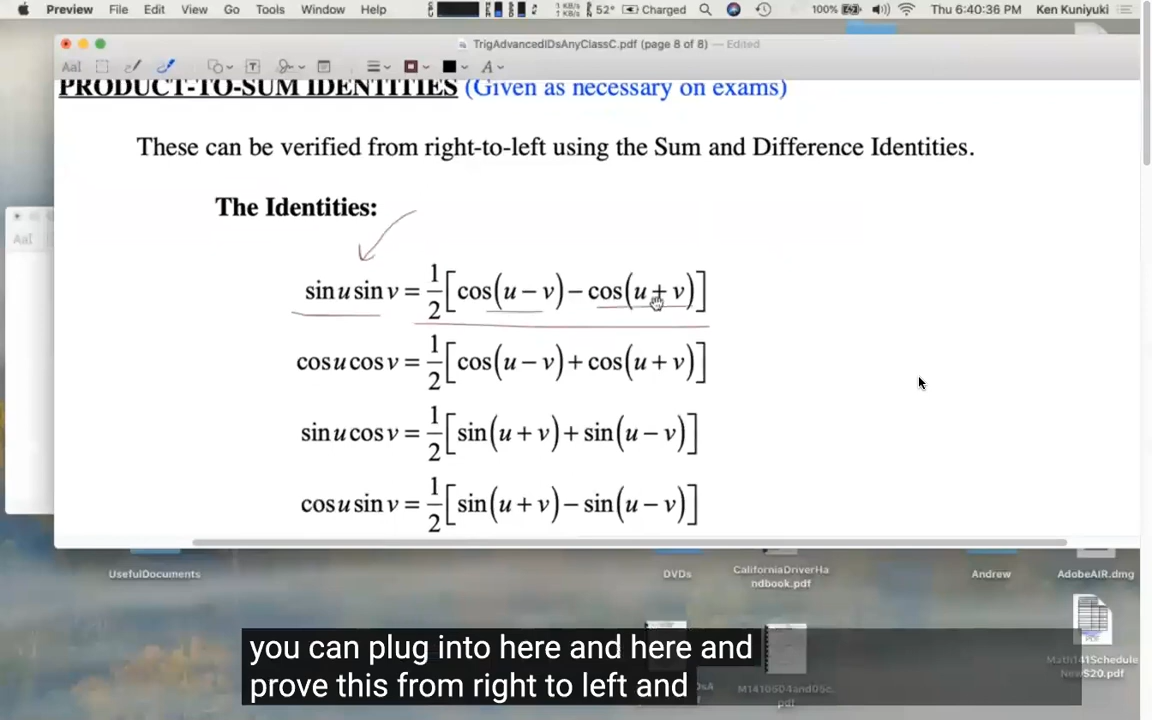 Preview File Edit View Go Tools Window Help 52° Charged 100% Thu 6:40:36 PM Ken Kuniyuki
TrigAdvancedIDsAnyClassC.pdf (page 8 of 8) — Edited
PRODUCT-TO-SUM IDENTITIES (Given as necessary on exams)
These can be verified from right-to-left using the Sum and Difference Identities.
The Identities:
sin u sin v = 1/2 [cos(u − v) − cos(u + v)]
cos u cos v = 1/2 [cos(u − v) + cos(u + v)]
sin u cos v = 1/2 [sin(u + v) + sin(u − v)]
cos u sin v = 1/2 [sin(u + v) − sin(u − v)]
UsefulDocuments
DVDs
CaliforniaDriverHa
ndbook.pdf
Andrew
AdobeAIR.dmg
you can plug into here and here and
prove this from right to left and
Math141Schedule
NewS20.pdf